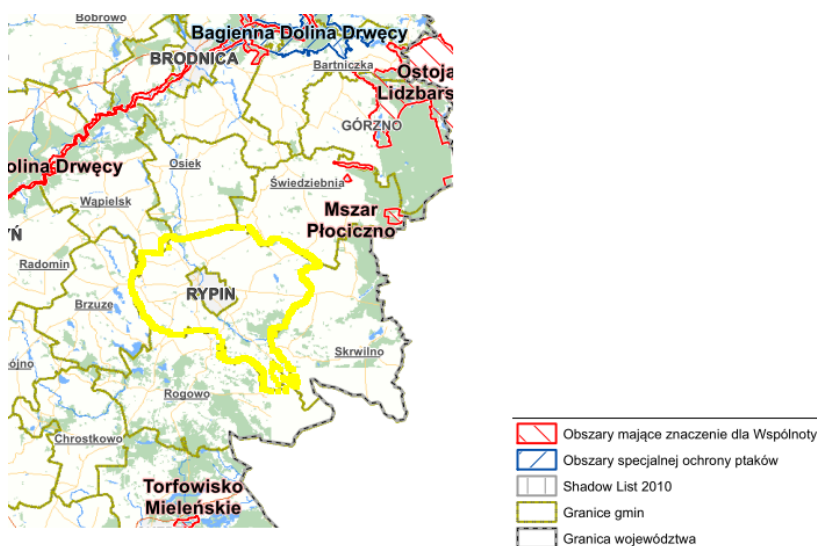 Bobrowo
Bagienna Dolina Drwęcy
BRODNICA
Bartniczka
Ostoja
Lidzbars
GÓRZNO
Osiek
olina Drwęcy
Świedziebnia
Wąpielsk
Mszar
Płociczno
YŃ
Radomin
RYPIN
Brzuze
Skrwilno
ójno
Rogowo
Chrostkowo
Torfowisko
Mieleńskie
Obszary mające znaczenie dla Wspólnoty
Obszary specjalnej ochrony ptaków
Shadow List 2010
Granice gmin
Granica województwa